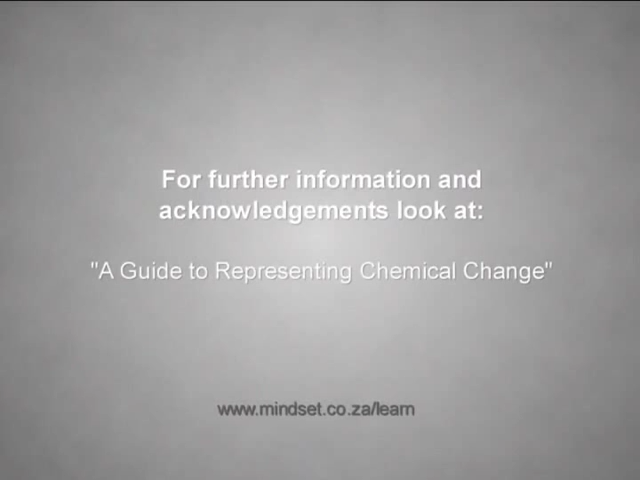 For further information and
acknowledgements look at:
"A Guide to Representing Chemical Change"
www.mindset.co.za/learn